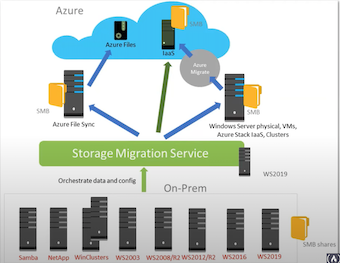 Azure
SMB
Azure Files
IaaS
Azure
Migrate
SMB
SMB
Azure File Sync
Windows Server physical, VMs,
Azure Stack IaaS, Clusters
Storage Migration Service
WS2019
Orchestrate data and config
On-Prem
SMB shares
Samba NetApp WinClusters WS2003 WS2008/R2 WS2012/R2 WS2016 WS2019